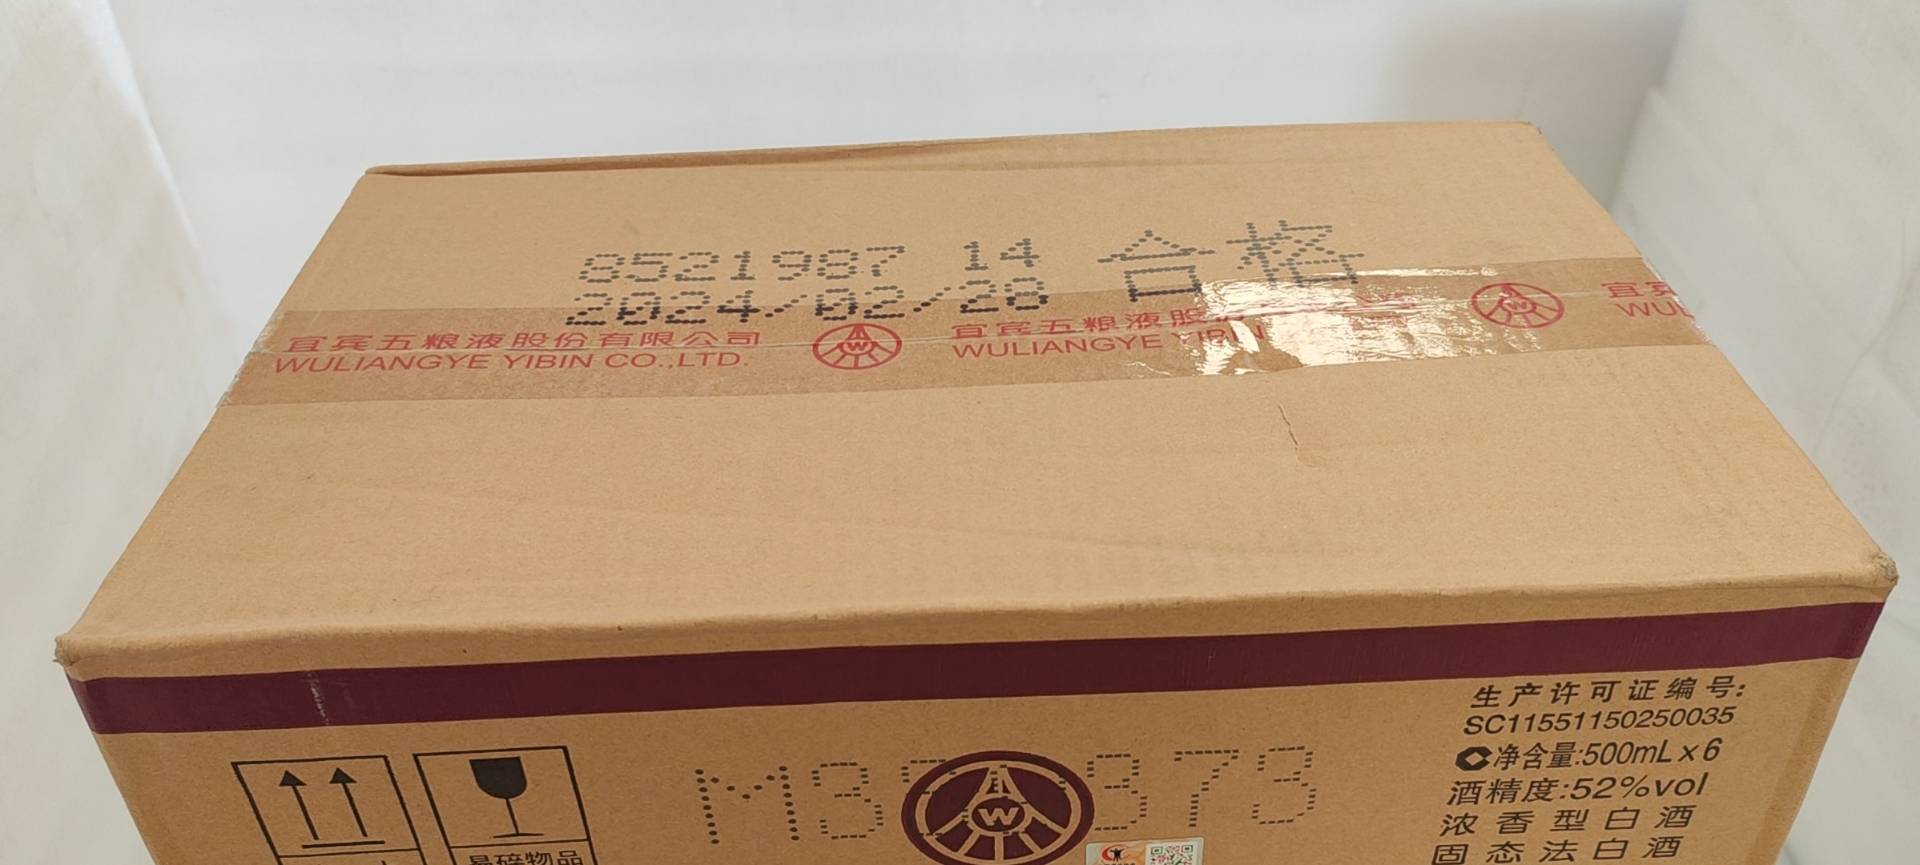 8521987 14 合格
2024/02/28
宜宾五粮液股份有限公司 宜宾五粮液股 宜宾
WULIANGYE YIBIN CO.,LTD. WULIANGYE YIBIN WUL
生产许可证编号:
SC11551150250035
净含量:500mL x 6
酒精度:52%vol
浓香型白酒
固态法白酒
M3 373
易碎物品